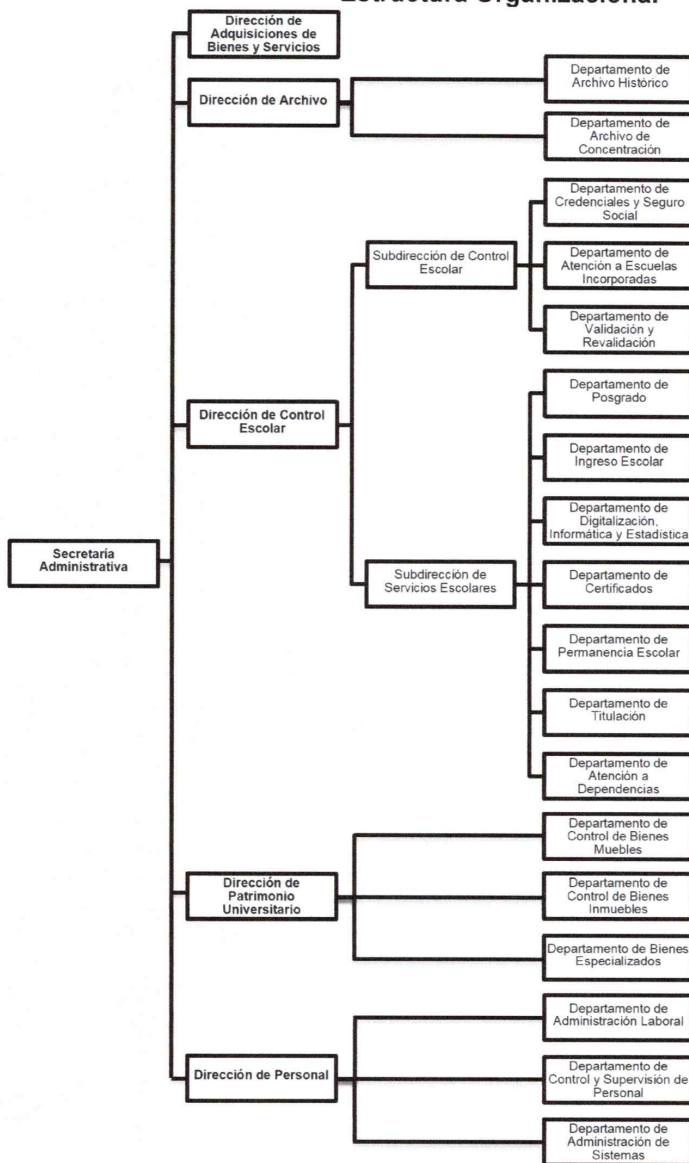 Estructura Organizacional
Dirección de
Adquisiciones de
Bienes y Servicios
Dirección de Archivo
Departamento de
Archivo Histórico
Departamento de
Archivo de
Concentración
Dirección de Control
Escolar
Subdirección de Control
Escolar
Departamento de
Credenciales y Seguro
Social
Departamento de
Atención a Escuelas
Incorporadas
Departamento de
Validación y
Revalidación
Subdirección de
Servicios Escolares
Departamento de
Posgrado
Departamento de
Ingreso Escolar
Departamento de
Digitalización,
Informática y Estadística
Departamento de
Certificados
Departamento de
Permanencia Escolar
Departamento de
Titulación
Departamento de
Atención a
Dependencias
Secretaría
Administrativa
Dirección de
Patrimonio
Universitario
Departamento de
Control de Bienes
Muebles
Departamento de
Control de Bienes
Inmuebles
Departamento de Bienes
Especializados
Dirección de Personal
Departamento de
Administración Laboral
Departamento de
Control y Supervisión de
Personal
Departamento de
Administración de
Sistemas